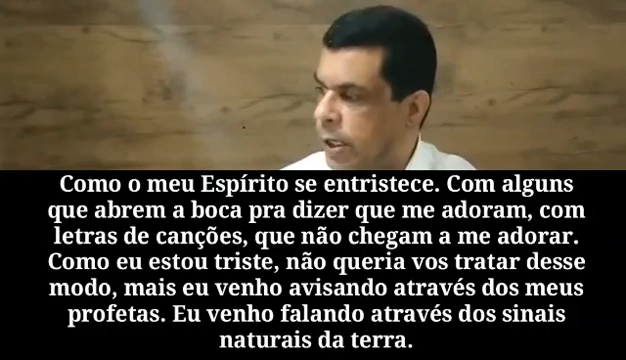 Como o meu Espírito se entristece. Com alguns
que abrem a boca pra dizer que me adoram, com
letras de canções, que não chegam a me adorar.
Como eu estou triste, não queria vos tratar desse
modo, mais eu venho avisando através dos meus
profetas. Eu venho falando através dos sinais
naturais da terra.